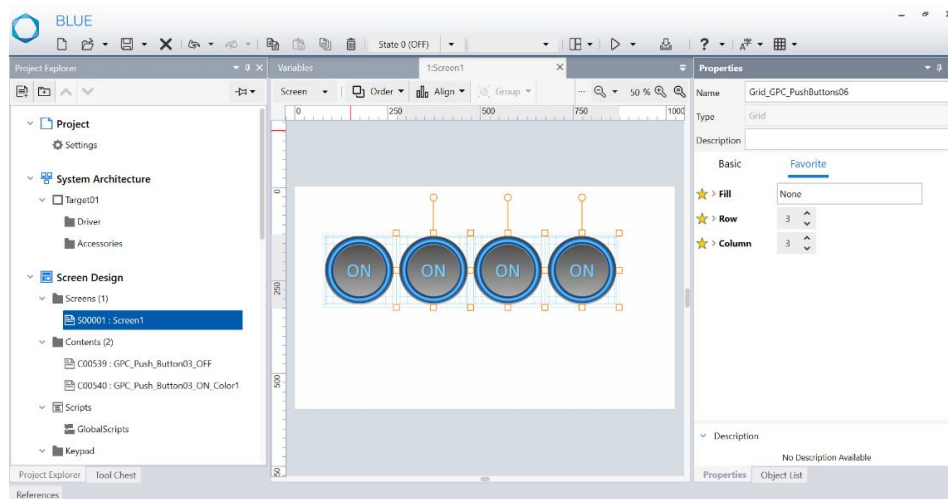 BLUE
State 0 (OFF)
Project Explorer
Variables
1:Screen1
Properties
Screen
Order
Align
Group
50 %
Name
Grid_GPC_PushButtons06
Type
Grid
Description
Basic
Favorite
Fill
None
Row
3
Column
3
Project
Settings
System Architecture
Target01
Driver
Accessories
Screen Design
Screens (1)
S00001 : Screen1
Contents (2)
C00539 : GPC_Push_Button03_OFF
C00540 : GPC_Push_Button03_ON_Color1
Scripts
GlobalScripts
Keypad
0
250
500
750
1000
0
250
500
ON
ON
ON
ON
Description
No Description Available
Project Explorer
Tool Chest
Properties
Object List
References